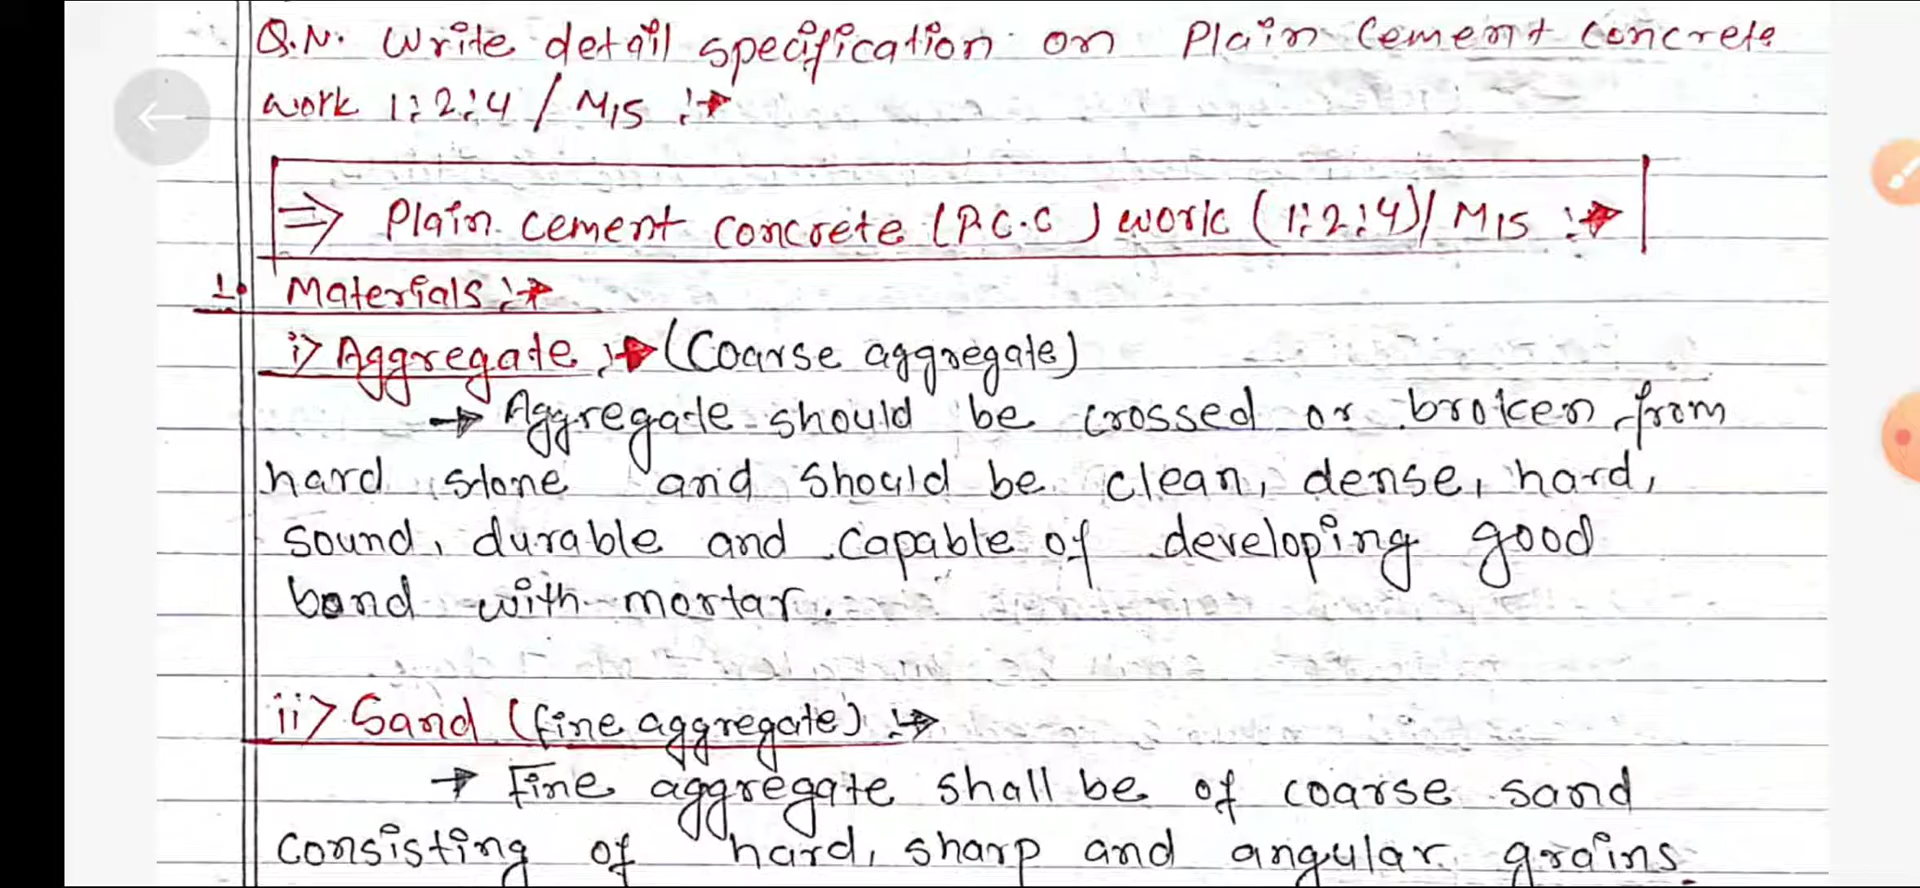 Q.N. Write detail specification on Plain Cement Concrete
work 1:2:4 / M15 :→
⇒ Plain cement concrete (P.C.C) work (1:2:4) / M15 :→
1. Materials :→
i> Aggregate :→ (Coarse aggregate)
→ Aggregate should be crossed or broken from
hard stone and should be clean, dense, hard,
sound, durable and capable of developing good
bond with mortar.
ii> Sand (fine aggregate) :→
→ Fine aggregate shall be of coarse sand
consisting of hard, sharp and angular grains.